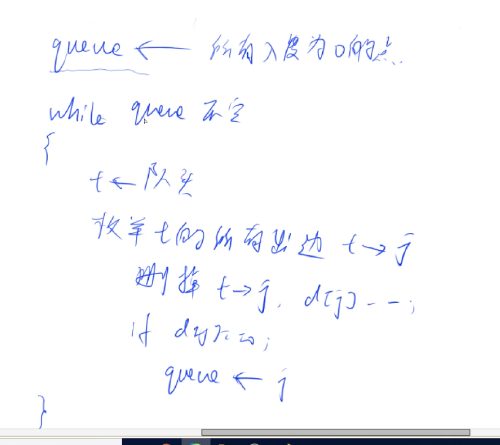 queue ← 所有入度为0的点
while queue 不空
{
t ← 队头
枚举 t 的所有出边 t → j
删掉 t → j, d[j]--;
if d[j]==0;
queue ← j
}